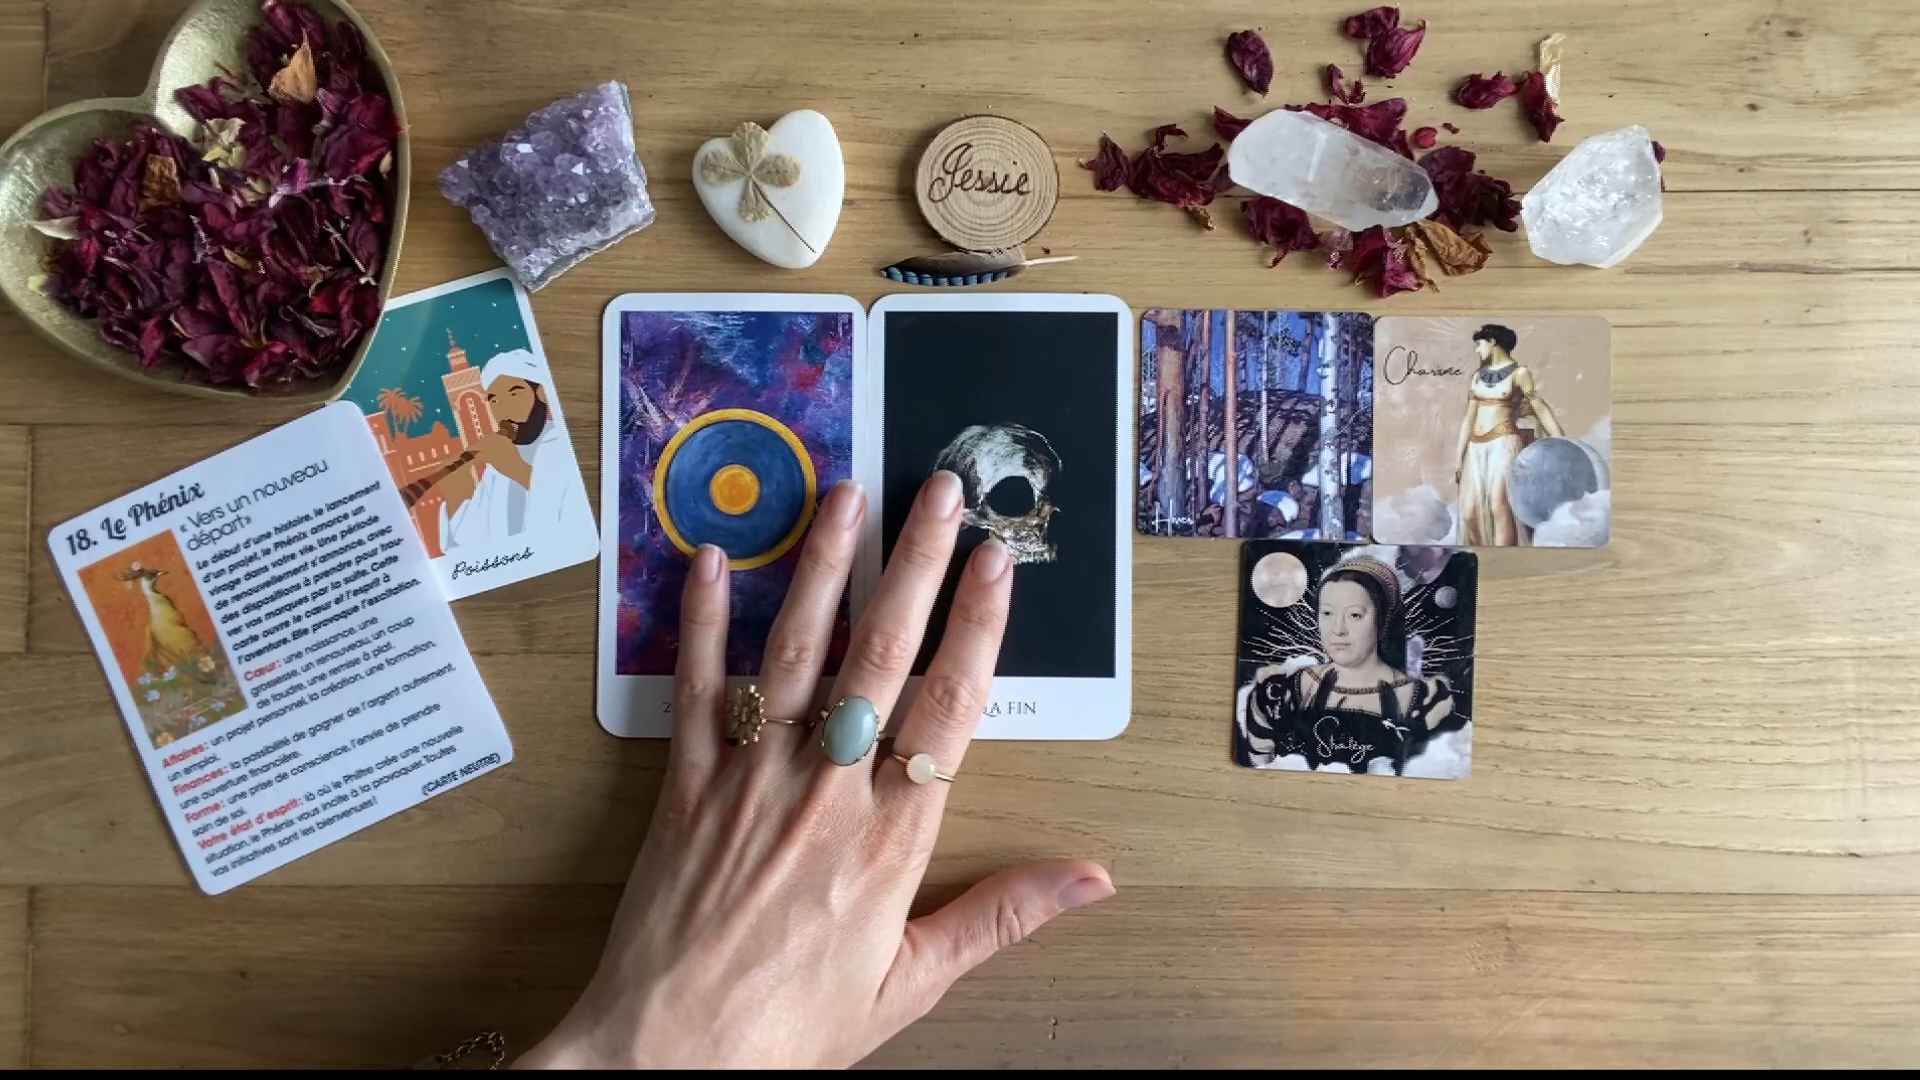 Jessie
18. Le Phénix
« Vers un nouveau
départ»
Le début d'une histoire, le lancement
d'un projet, le Phénix amorce un
virage dans votre vie. Une période
de renouvellement s'annonce, avec
des dispositions à prendre pour trou-
ver vos marques par la suite. Cette
carte ouvre le cœur et l'esprit à
l'aventure. Elle provoque l'excitation.
Cœur : une naissance, une
grossesse, un renouveau, un coup
de foudre, une remise à plat.
Affaires : un projet personnel, la création, une formation,
un emploi.
Finances : la possibilité de gagner de l'argent autrement,
une ouverture financière.
Forme : une prise de conscience, l'envie de prendre
soin de soi.
Votre état d'esprit : là où le Philtre crée une nouvelle
situation, le Phénix vous incite à la provoquer. Toutes
vos initiatives sont les bienvenues !
(CARTE NEUTRE)
Poissons
2
LA FIN
Hiver
Charme
Stratège